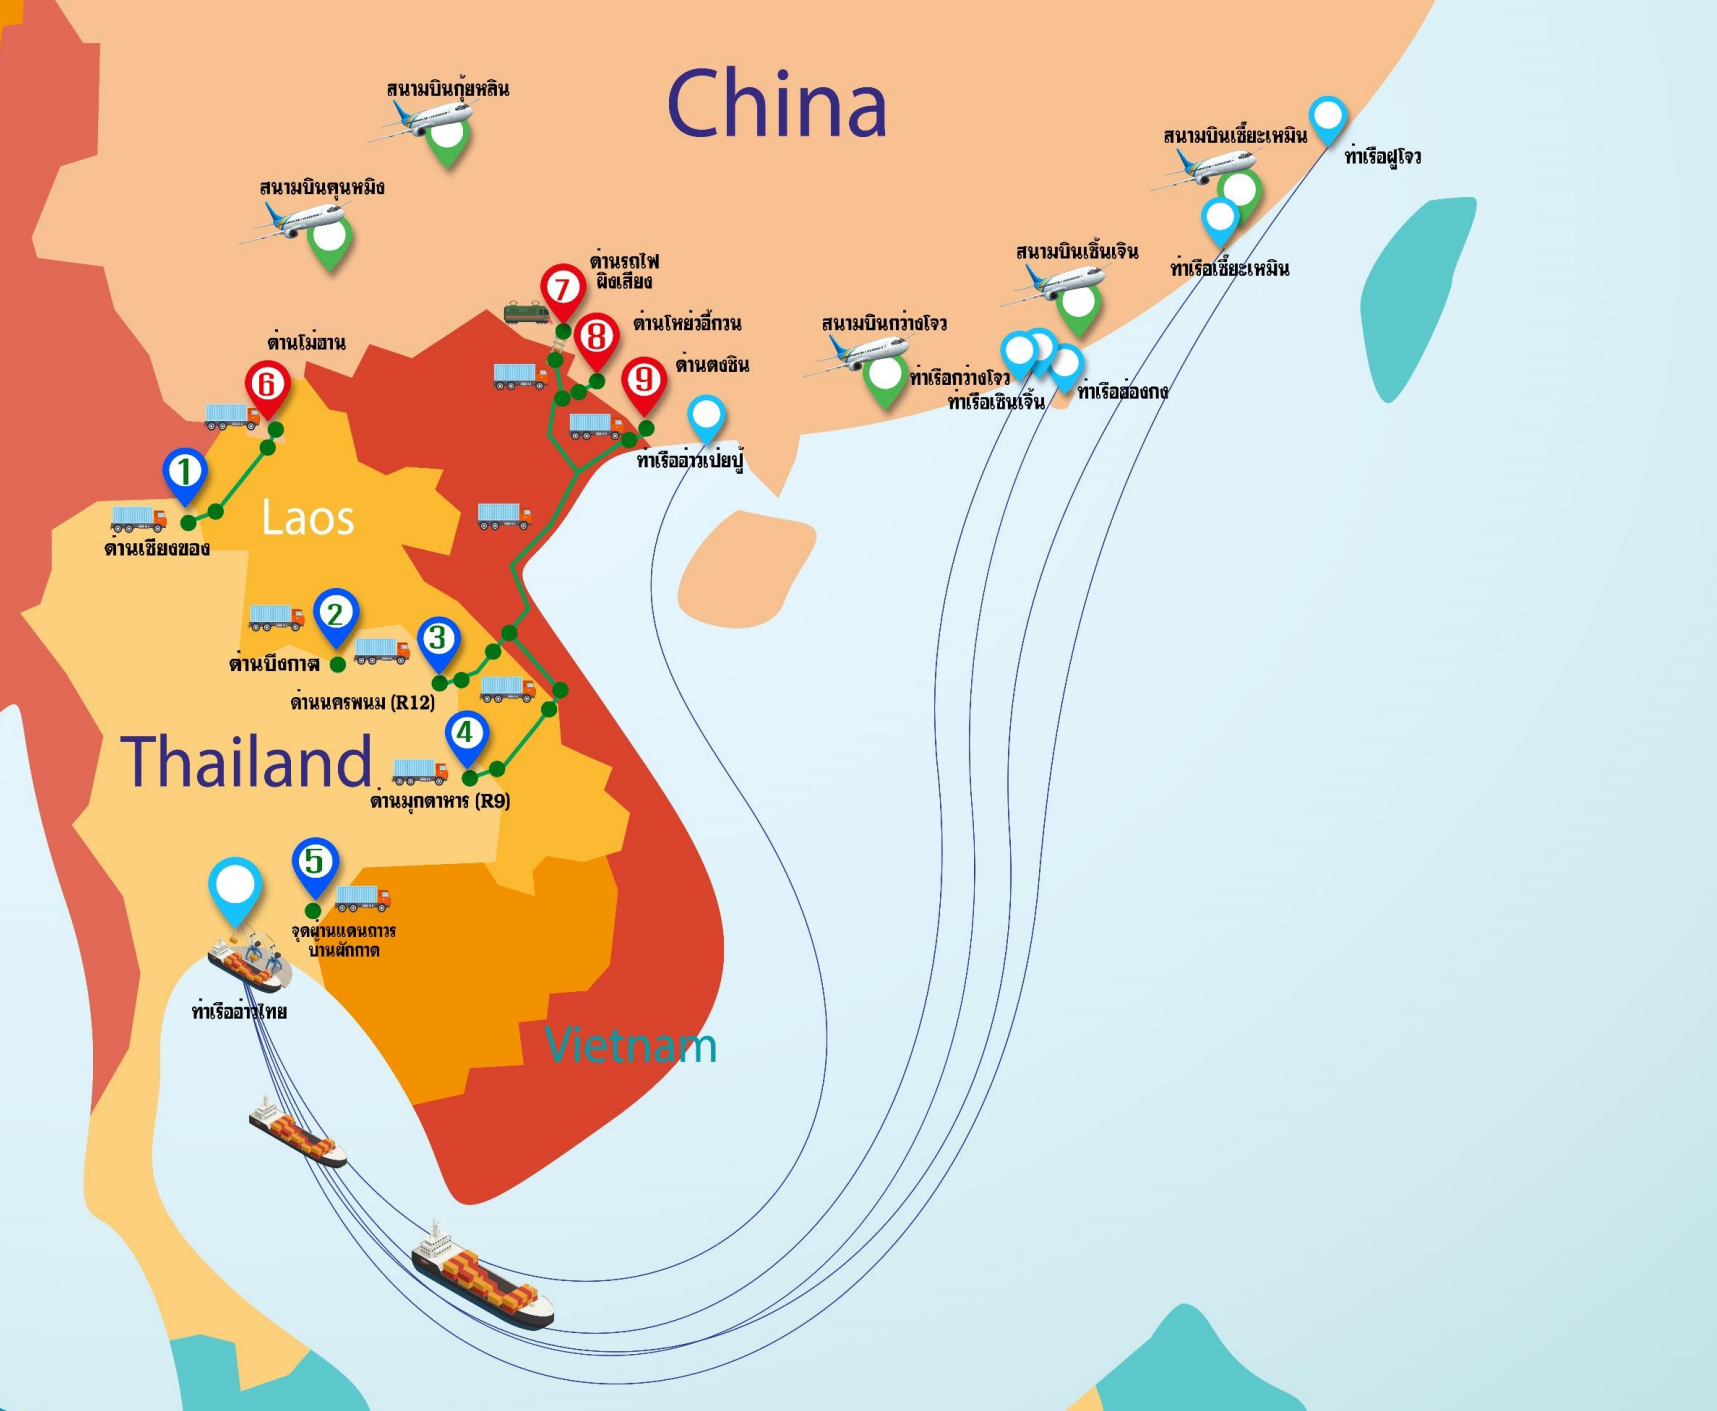 China
สนามบินกุ้ยหลิน
สนามบินเซี๊ยะเหมิน
ท่าเรือฝูโจว
สนามบินคุนหมิง
สนามบินเซิ้นเจิน
ด่านรถไฟ
ผิงเสียง
7
ท่าเรือเซี๊ยะเหมิน
ด่านโหย่วอี้กวน
8
สนามบินกว่างโจว
ด่านโม่ฮาน
6
ด่านตงซิน
9
ท่าเรือกว่างโจว
ท่าเรือฮ่องกง
ท่าเรือเซินเจิ้น
1
ท่าเรืออ่าวเป่ยปู้
Laos
ด่านเชียงของ
2
3
ด่านบึงกาฬ
ด่านนครพนม (R12)
4
Thailand
ด่านมุกดาหาร (R9)
5
จุดผ่านแดนถาวร
บ้านผักกาด
ท่าเรืออ่าวไทย
Vietnam